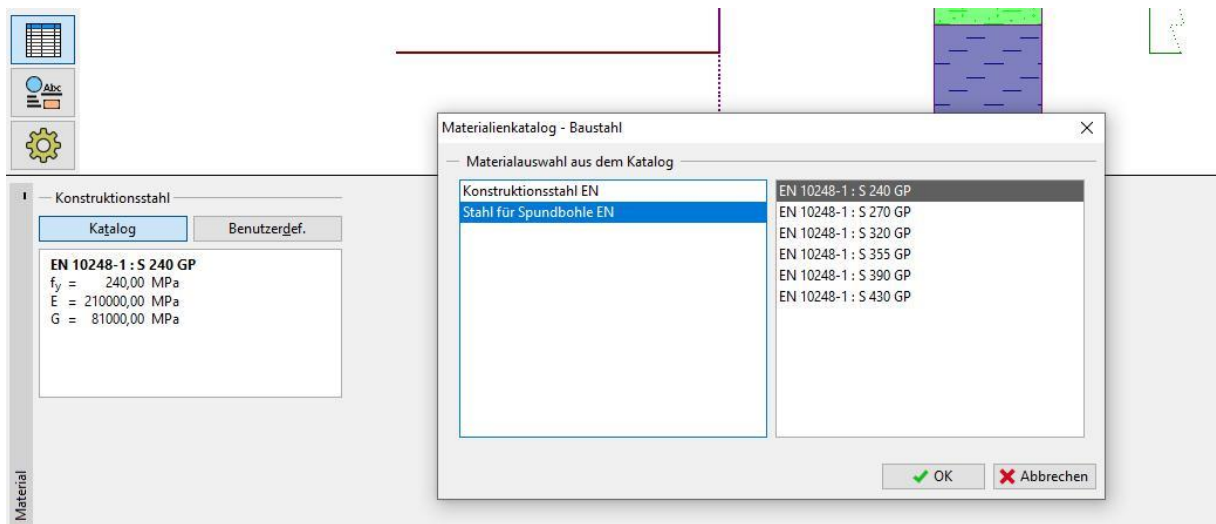 Abc
Konstruktionsstahl
Katalog
Benutzerdef.
EN 10248-1 : S 240 GP
fy = 240,00 MPa
E = 210000,00 MPa
G = 81000,00 MPa
Material
Materialienkatalog - Baustahl
Materialauswahl aus dem Katalog
Konstruktionsstahl EN
Stahl für Spundbohle EN
EN 10248-1 : S 240 GP
EN 10248-1 : S 270 GP
EN 10248-1 : S 320 GP
EN 10248-1 : S 355 GP
EN 10248-1 : S 390 GP
EN 10248-1 : S 430 GP
OK
Abbrechen